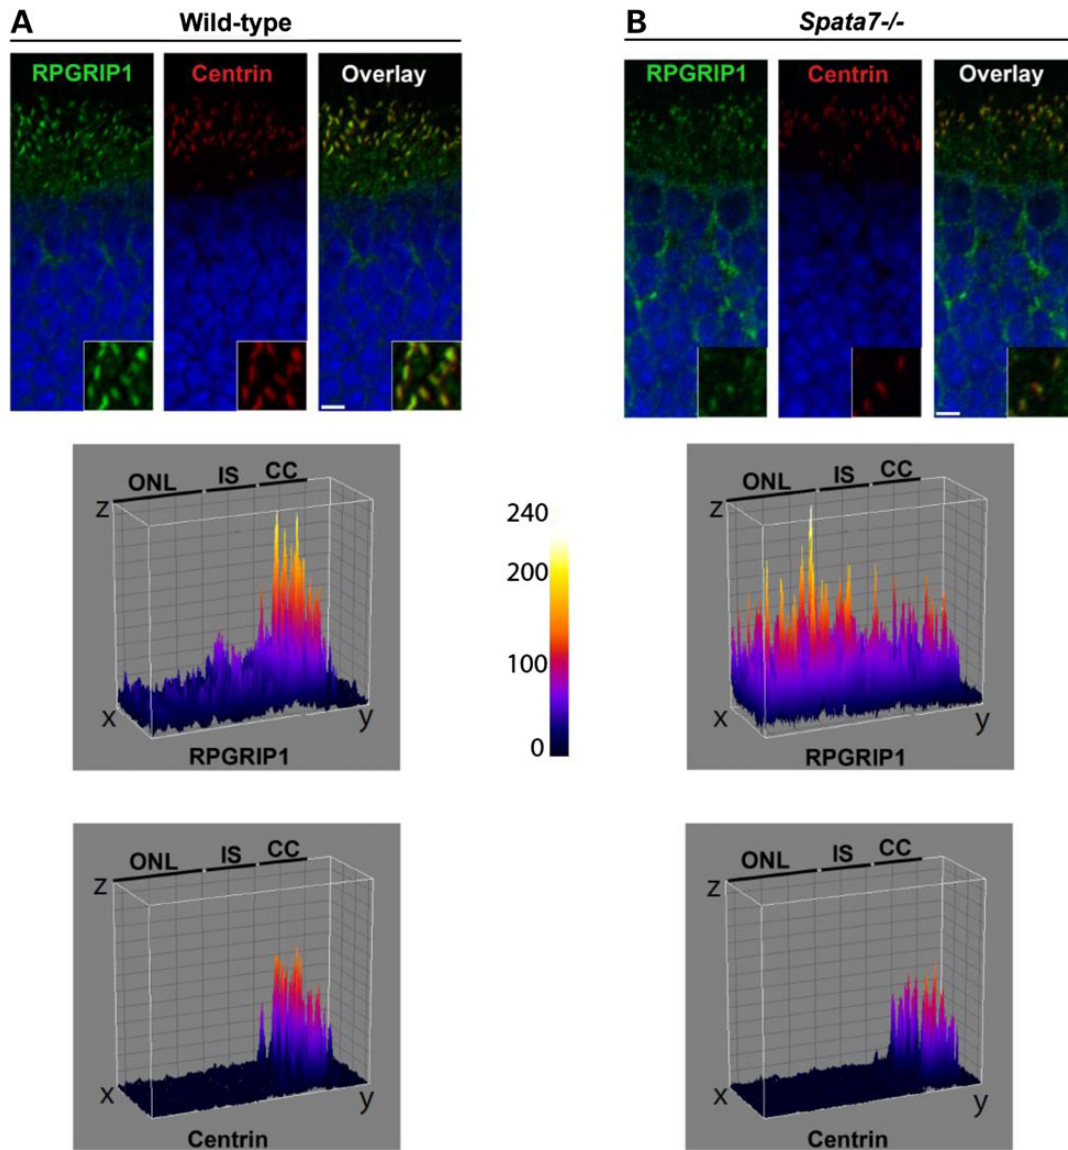 A
Wild-type
RPGRIP1
Centrin
Overlay
B
Spata7-/-
RPGRIP1
Centrin
Overlay
ONL
IS
CC
z
x
y
RPGRIP1
240
200
100
0
ONL
IS
CC
z
x
y
RPGRIP1
ONL
IS
CC
z
x
y
Centrin
ONL
IS
CC
z
x
y
Centrin